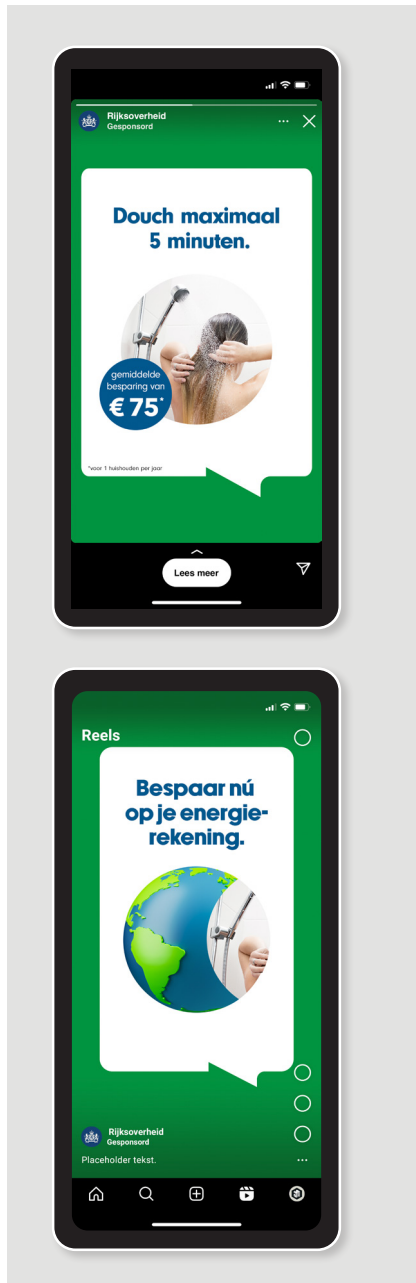 Rijksoverheid
Gesponsord
Douch maximaal
5 minuten.
gemiddelde
besparing van
€ 75*
*voor 1 huishouden per jaar
Lees meer
Reels
Bespaar nú
op je energie-
rekening.
Rijksoverheid
Gesponsord
Placeholder tekst.